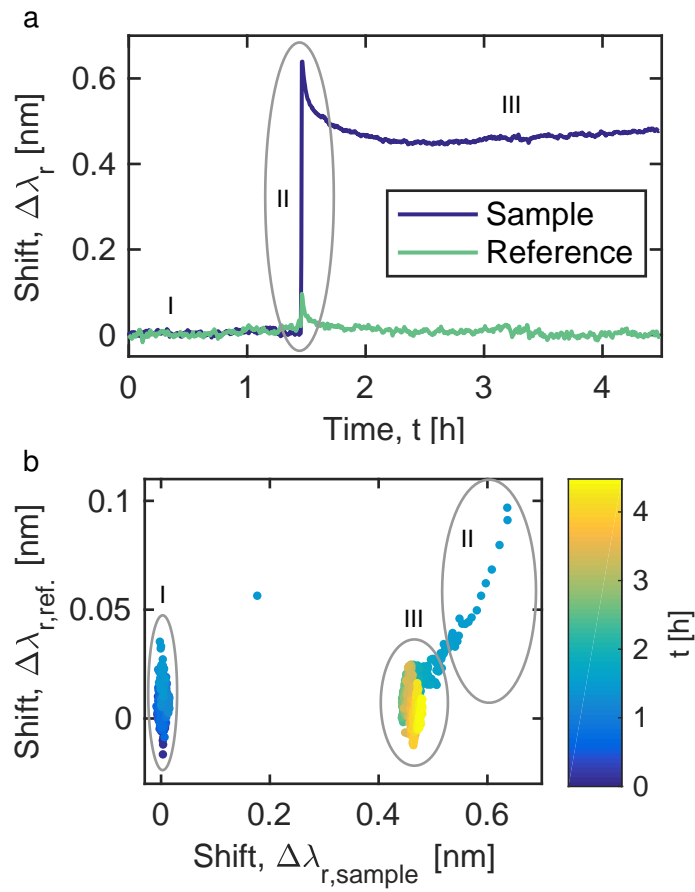 a
Shift, Δλr [nm]
0.6
0.4
0.2
0
I
II
III
Sample
Reference
0 1 2 3 4
Time, t [h]
b
Shift, Δλr,ref. [nm]
0.1
0.05
0
I
II
III
0 0.2 0.4 0.6
Shift, Δλr,sample [nm]
4
3
2
1
0
t [h]